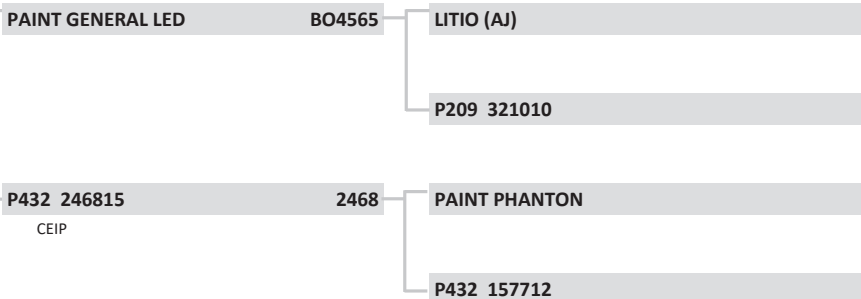 PAINT GENERAL LED BO4565 LITIO (AJ)
P209 321010
P432 246815 2468 PAINT PHANTON
CEIP
P432 157712